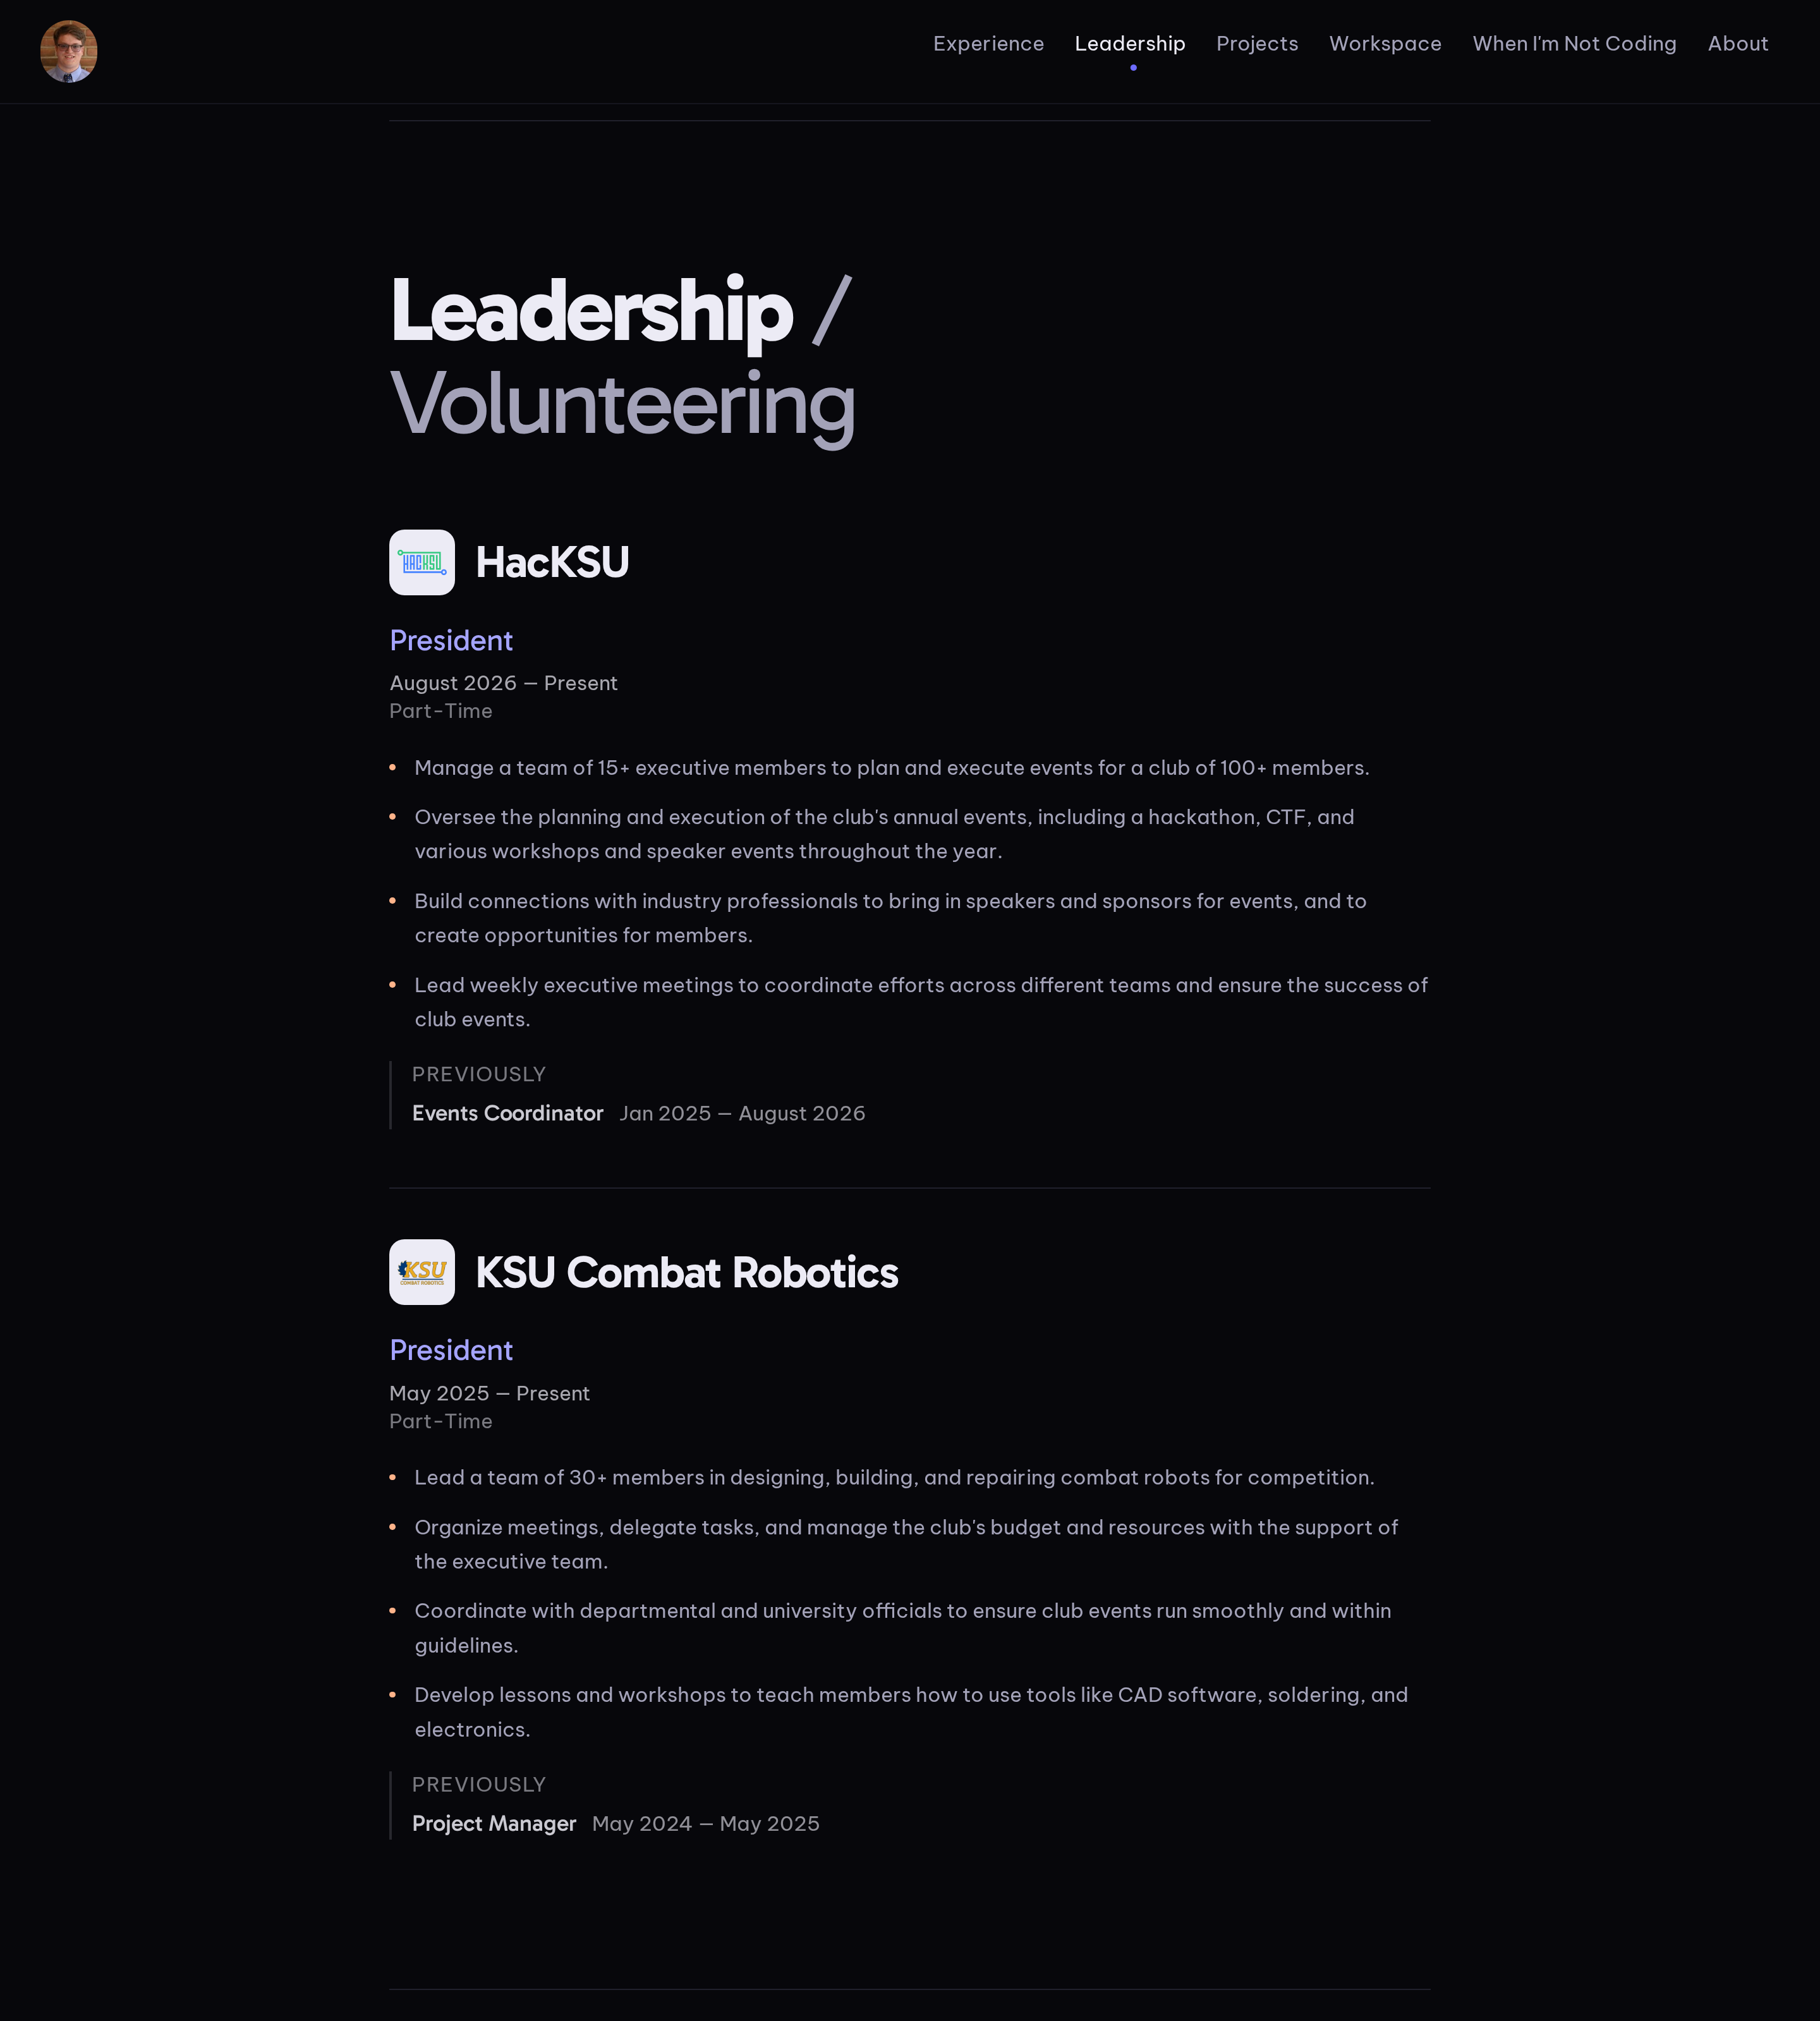 Experience Leadership Projects Workspace When I'm Not Coding About
Leadership /
Volunteering
HACKSU
HacKSU
President
August 2026 — Present
Part-Time
Manage a team of 15+ executive members to plan and execute events for a club of 100+ members.
Oversee the planning and execution of the club's annual events, including a hackathon, CTF, and
various workshops and speaker events throughout the year.
Build connections with industry professionals to bring in speakers and sponsors for events, and to
create opportunities for members.
Lead weekly executive meetings to coordinate efforts across different teams and ensure the success of
club events.
PREVIOUSLY
Events Coordinator Jan 2025 — August 2026
KSU
COMBAT ROBOTICS
KSU Combat Robotics
President
May 2025 — Present
Part-Time
Lead a team of 30+ members in designing, building, and repairing combat robots for competition.
Organize meetings, delegate tasks, and manage the club's budget and resources with the support of
the executive team.
Coordinate with departmental and university officials to ensure club events run smoothly and within
guidelines.
Develop lessons and workshops to teach members how to use tools like CAD software, soldering, and
electronics.
PREVIOUSLY
Project Manager May 2024 — May 2025